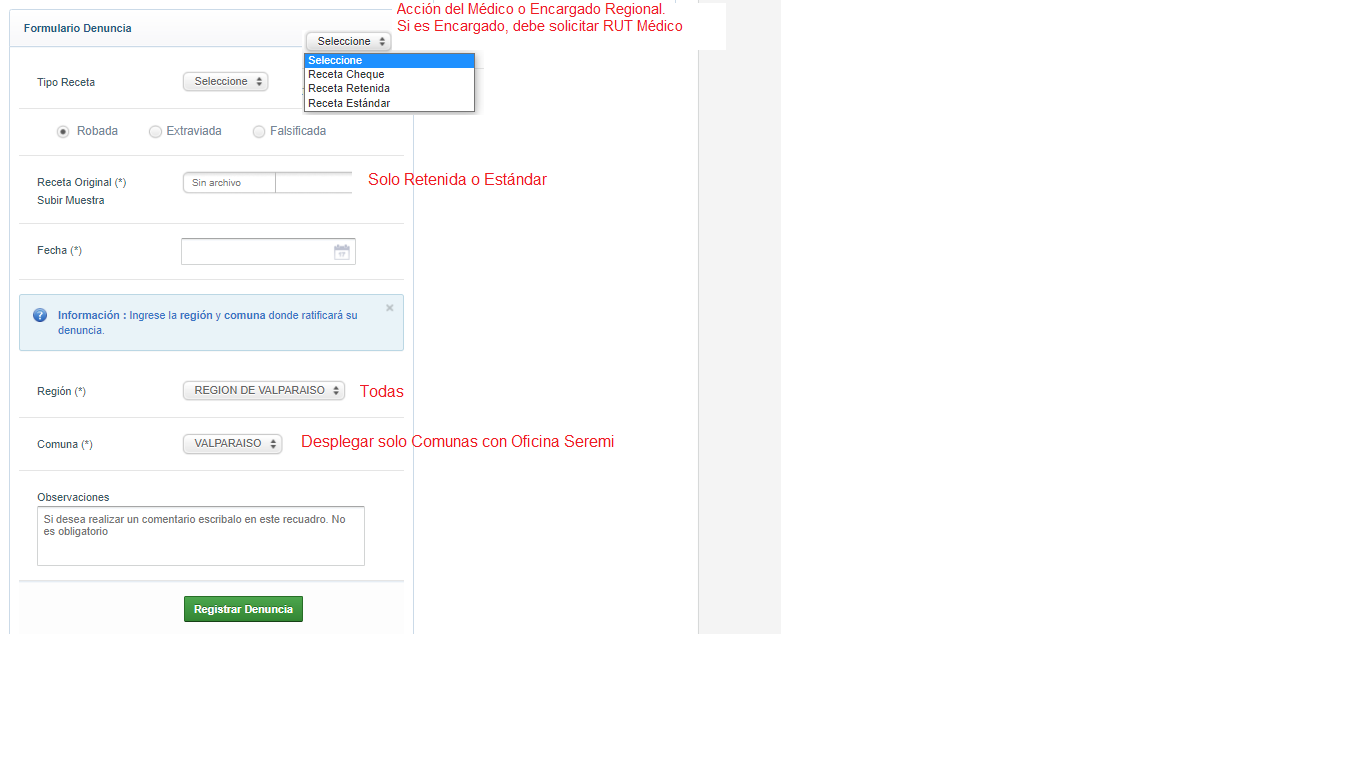 Acción del Médico o Encargado Regional.
Si es Encargado, debe solicitar RUT Médico
Formulario Denuncia
Seleccione
Seleccione
Receta Cheque
Receta Retenida
Receta Estándar
Tipo Receta
Seleccione
Robada
Extraviada
Falsificada
Receta Original (*)
Subir Muestra
Sin archivo
Solo Retenida o Estándar
Fecha (*)
Información : Ingrese la región y comuna donde ratificará su
denuncia.
Región (*)
REGION DE VALPARAISO
Todas
Comuna (*)
VALPARAISO
Desplegar solo Comunas con Oficina Seremi
Observaciones
Si desea realizar un comentario escribalo en este recuadro. No
es obligatorio
Registrar Denuncia